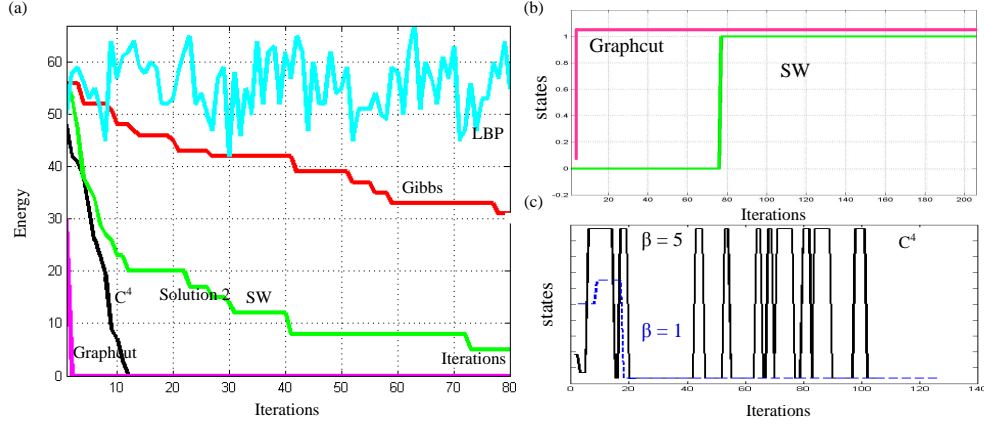 (a)
60
50
40
30
20
10
0
Energy
LBP
Gibbs
C⁴
Solution 2
SW
Graphcut
Iterations
10 20 30 40 50 60 70 80
Iterations
(b)
1
0.8
0.6
0.4
0.2
0
-0.2
states
Graphcut
SW
20 40 60 80 100 120 140 160 180 200
Iterations
(c)
states
β = 5
C⁴
β = 1
0 20 40 60 80 100 120 140
Iterations